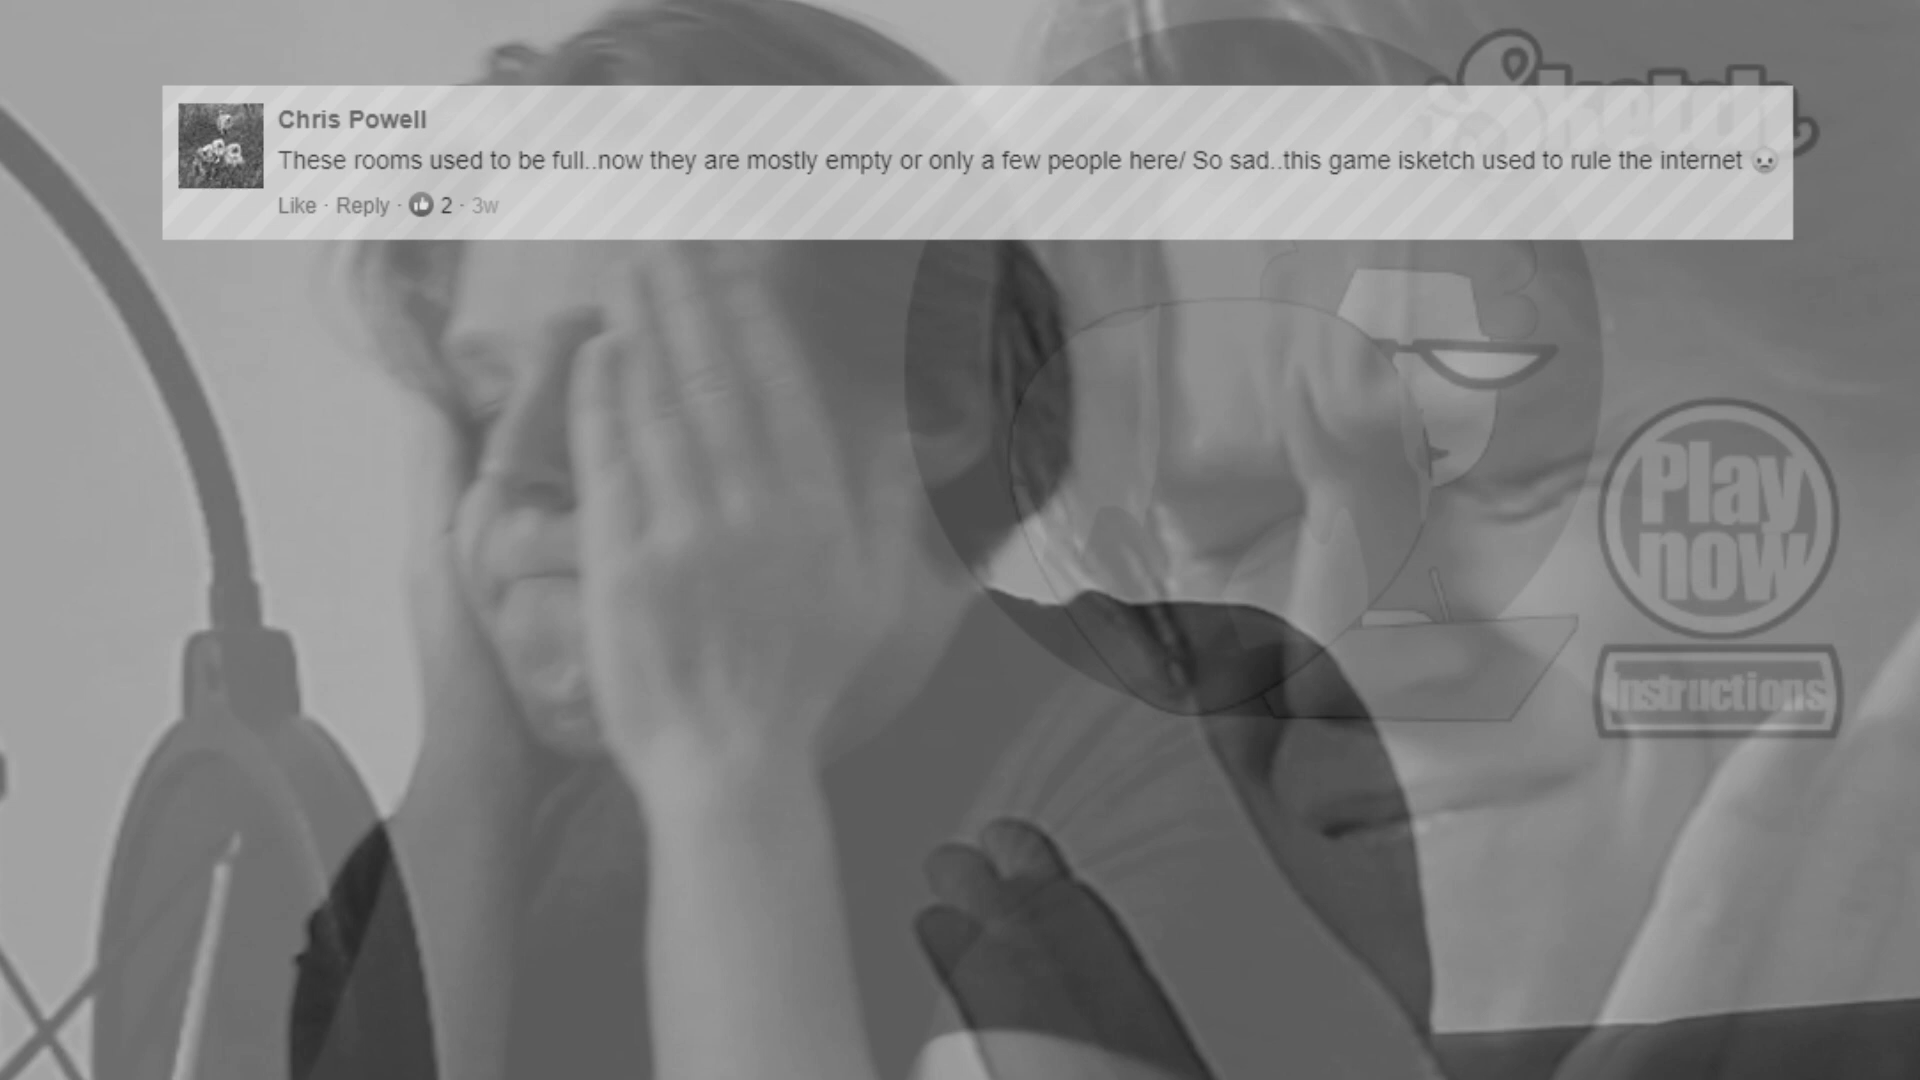 iSketch
Chris Powell
These rooms used to be full..now they are mostly empty or only a few people here/ So sad..this game isketch used to rule the internet
Like · Reply · 2 · 3w
Play
now
Instructions